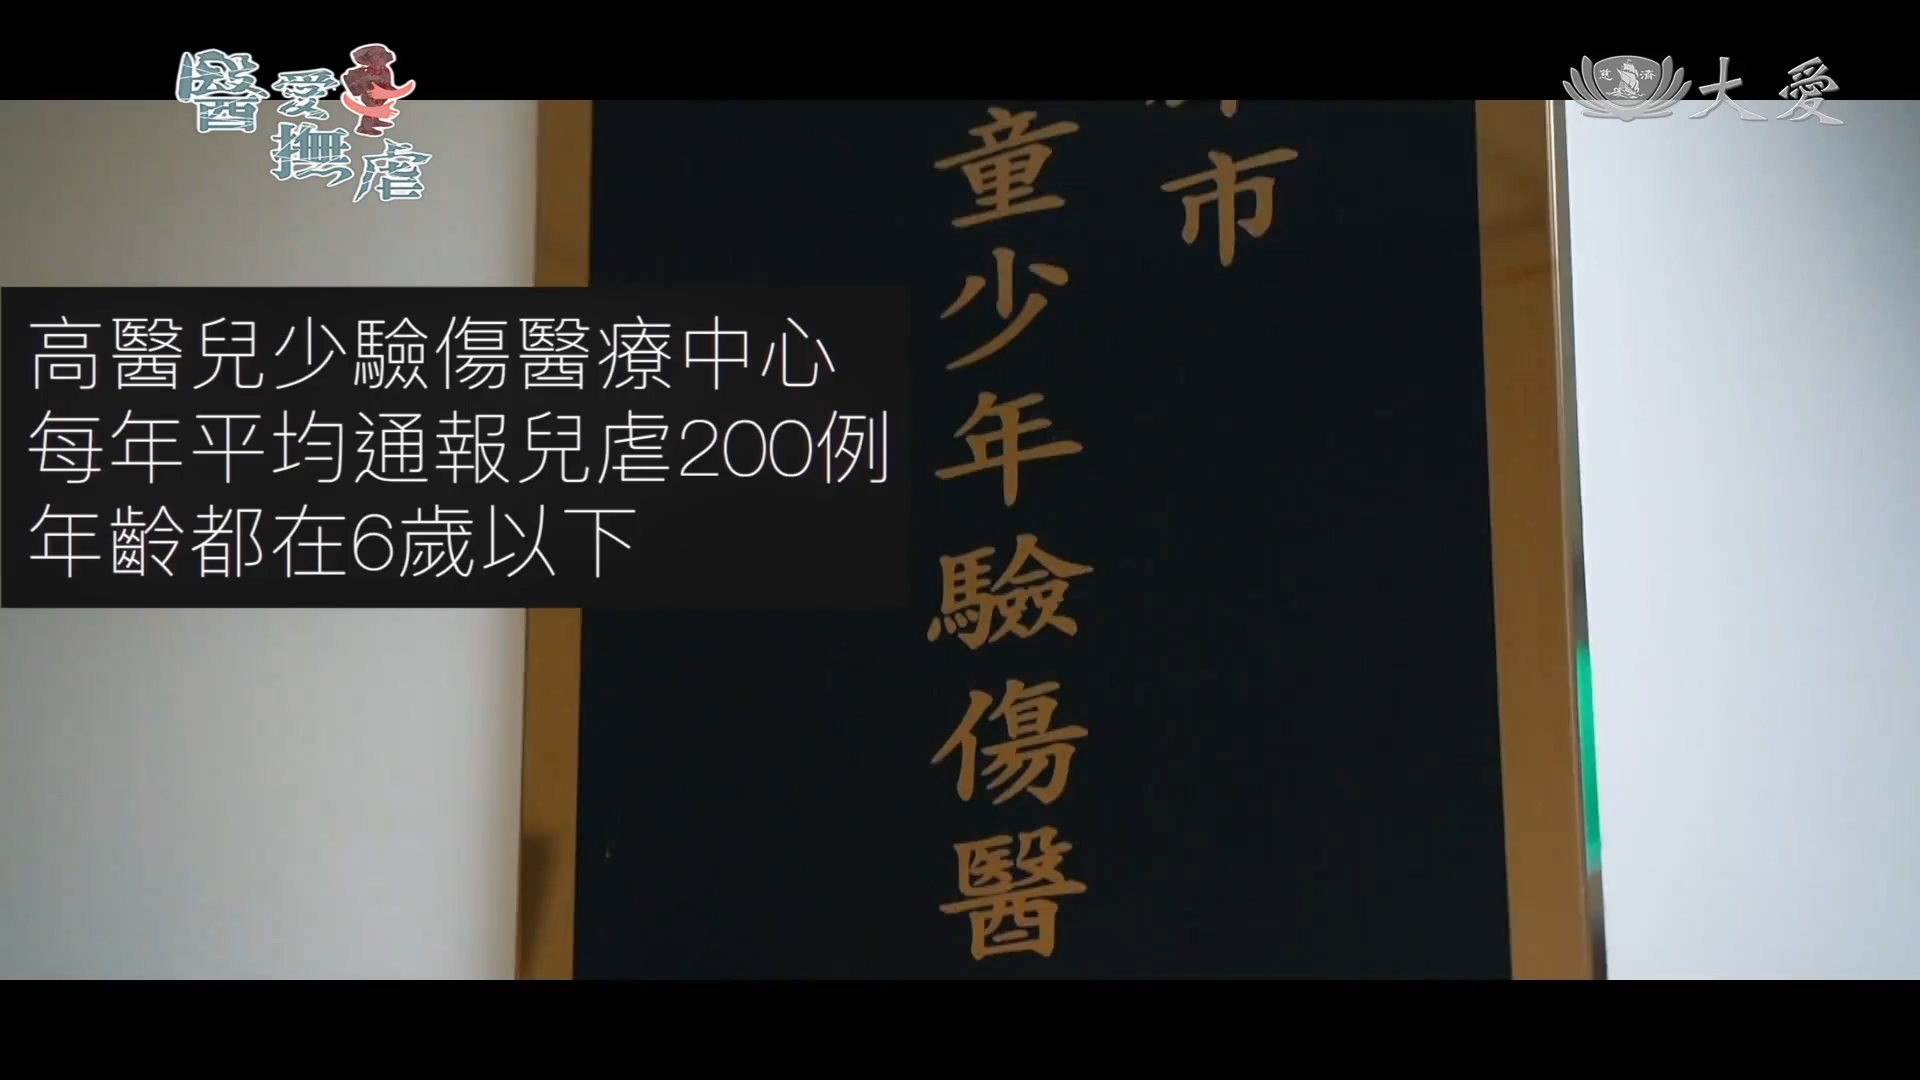 醫愛
撫虐
慈濟
大愛
高醫兒少驗傷醫療中心
每年平均通報兒虐200例
年齡都在6歲以下
市
童少年驗傷醫